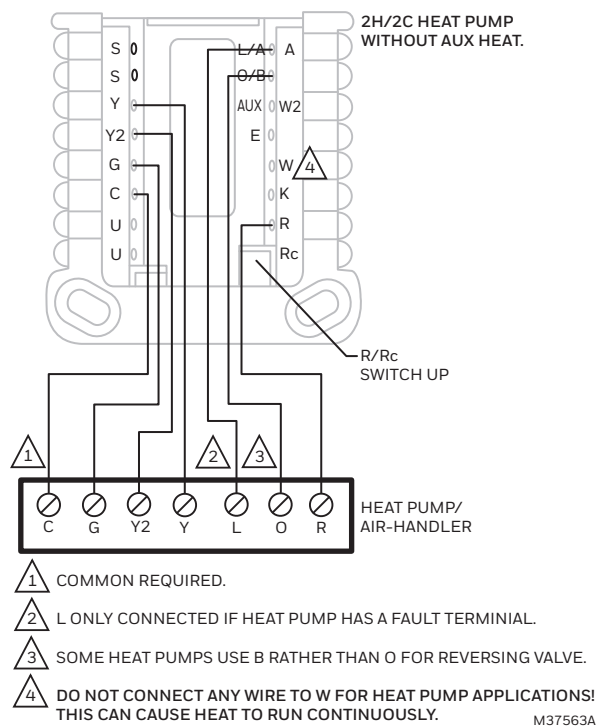 2H/2C HEAT PUMP
WITHOUT AUX HEAT.
S
S
Y
Y2
G
C
U
U
L/A A
O/B
AUX W2
E
W 4
K
R
Rc
R/Rc
SWITCH UP
1 2 3
C G Y2 Y L O R
HEAT PUMP/
AIR-HANDLER
1 COMMON REQUIRED.
2 L ONLY CONNECTED IF HEAT PUMP HAS A FAULT TERMINIAL.
3 SOME HEAT PUMPS USE B RATHER THAN O FOR REVERSING VALVE.
4 DO NOT CONNECT ANY WIRE TO W FOR HEAT PUMP APPLICATIONS!
THIS CAN CAUSE HEAT TO RUN CONTINUOUSLY.
M37563A